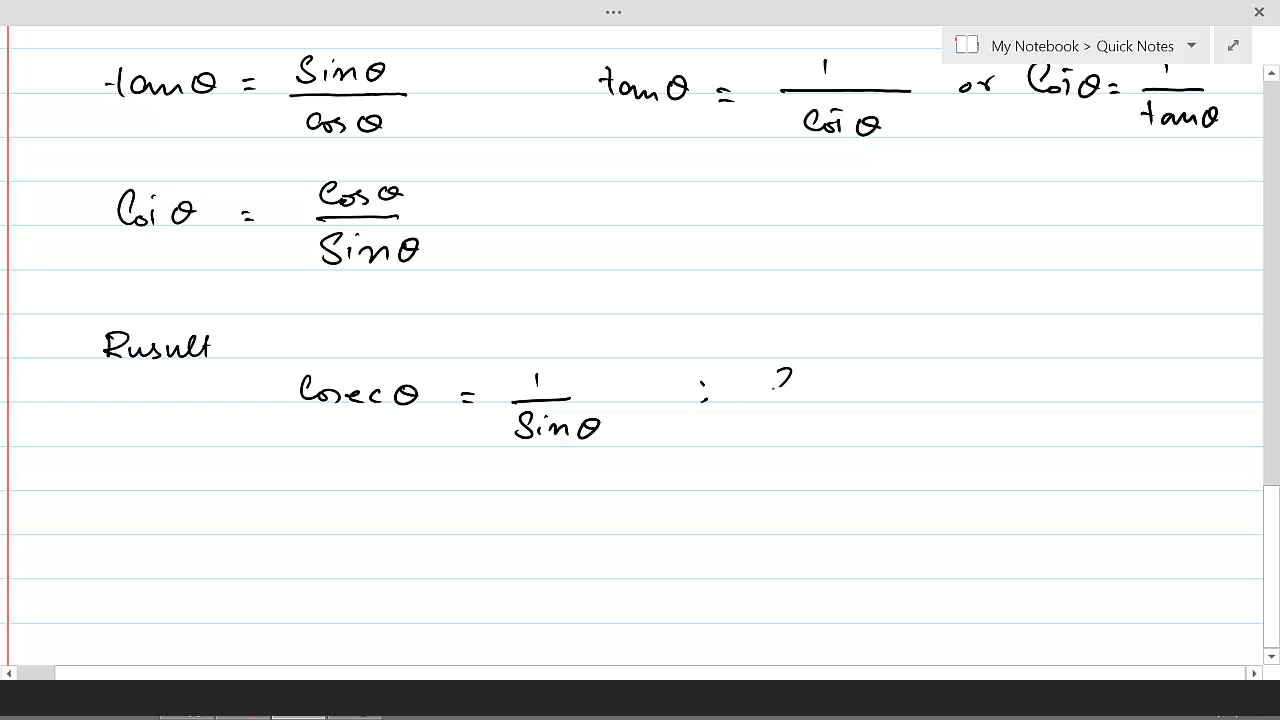 My Notebook > Quick Notes
tanθ = Sinθ / cosθ tanθ = 1 / Cotθ or Cotθ = 1 / tanθ
Cotθ = Cosθ / Sinθ
Rusult
Cosecθ = 1 / Sinθ ;